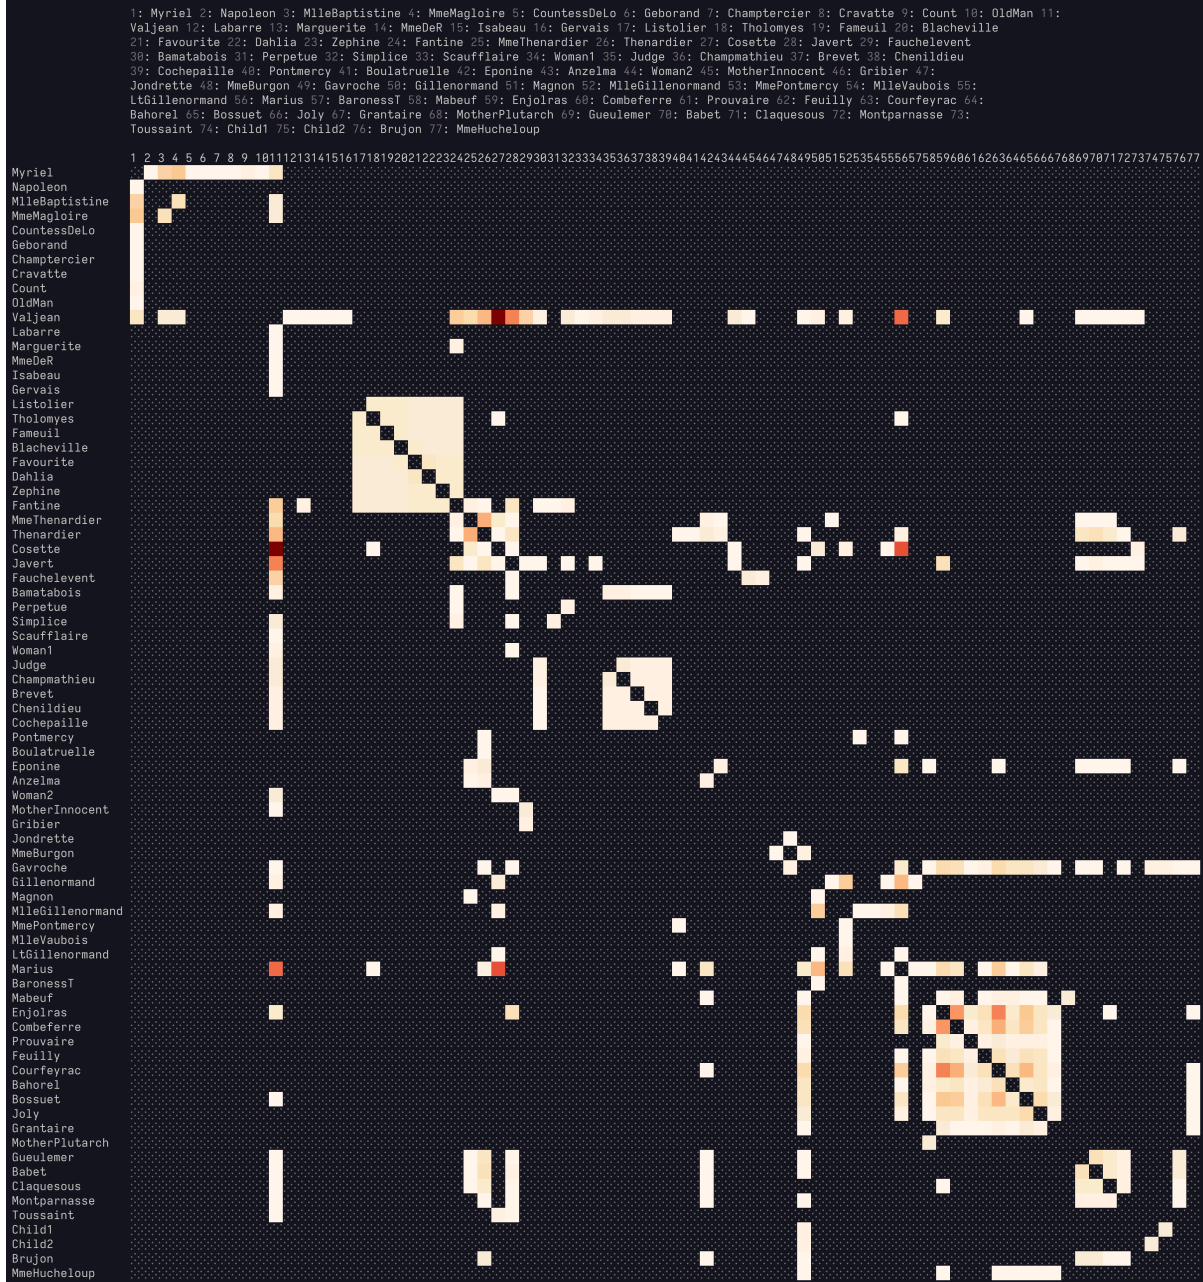 1: Myriel 2: Napoleon 3: MlleBaptistine 4: MmeMagloire 5: CountessDeLo 6: Geborand 7: Champtercier 8: Cravatte 9: Count 10: OldMan 11:
Valjean 12: Labarre 13: Marguerite 14: MmeDeR 15: Isabeau 16: Gervais 17: Listolier 18: Tholomyes 19: Fameuil 20: Blacheville
21: Favourite 22: Dahlia 23: Zephine 24: Fantine 25: MmeThenardier 26: Thenardier 27: Cosette 28: Javert 29: Fauchelevent
30: Bamatabois 31: Perpetue 32: Simplice 33: Scaufflaire 34: Woman1 35: Judge 36: Champmathieu 37: Brevet 38: Chenildieu
39: Cochepaille 40: Pontmercy 41: Boulatruelle 42: Eponine 43: Anzelma 44: Woman2 45: MotherInnocent 46: Gribier 47:
Jondrette 48: MmeBurgon 49: Gavroche 50: Gillenormand 51: Magnon 52: MlleGillenormand 53: MmePontmercy 54: MlleVaubois 55:
LtGillenormand 56: Marius 57: BaronessT 58: Mabeuf 59: Enjolras 60: Combeferre 61: Prouvaire 62: Feuilly 63: Courfeyrac 64:
Bahorel 65: Bossuet 66: Joly 67: Grantaire 68: MotherPlutarch 69: Gueulemer 70: Babet 71: Claquesous 72: Montparnasse 73:
Toussaint 74: Child1 75: Child2 76: Brujon 77: MmeHucheloup
1 2 3 4 5 6 7 8 9 1011121314151617181920212223242526272829303132333435363738394041424344454647484950515253545556575859606162636465666768697071727374757677
Myriel
Napoleon
MlleBaptistine
MmeMagloire
CountessDeLo
Geborand
Champtercier
Cravatte
Count
OldMan
Valjean
Labarre
Marguerite
MmeDeR
Isabeau
Gervais
Listolier
Tholomyes
Fameuil
Blacheville
Favourite
Dahlia
Zephine
Fantine
MmeThenardier
Thenardier
Cosette
Javert
Fauchelevent
Bamatabois
Perpetue
Simplice
Scaufflaire
Woman1
Judge
Champmathieu
Brevet
Chenildieu
Cochepaille
Pontmercy
Boulatruelle
Eponine
Anzelma
Woman2
MotherInnocent
Gribier
Jondrette
MmeBurgon
Gavroche
Gillenormand
Magnon
MlleGillenormand
MmePontmercy
MlleVaubois
LtGillenormand
Marius
BaronessT
Mabeuf
Enjolras
Combeferre
Prouvaire
Feuilly
Courfeyrac
Bahorel
Bossuet
Joly
Grantaire
MotherPlutarch
Gueulemer
Babet
Claquesous
Montparnasse
Toussaint
Child1
Child2
Brujon
MmeHucheloup